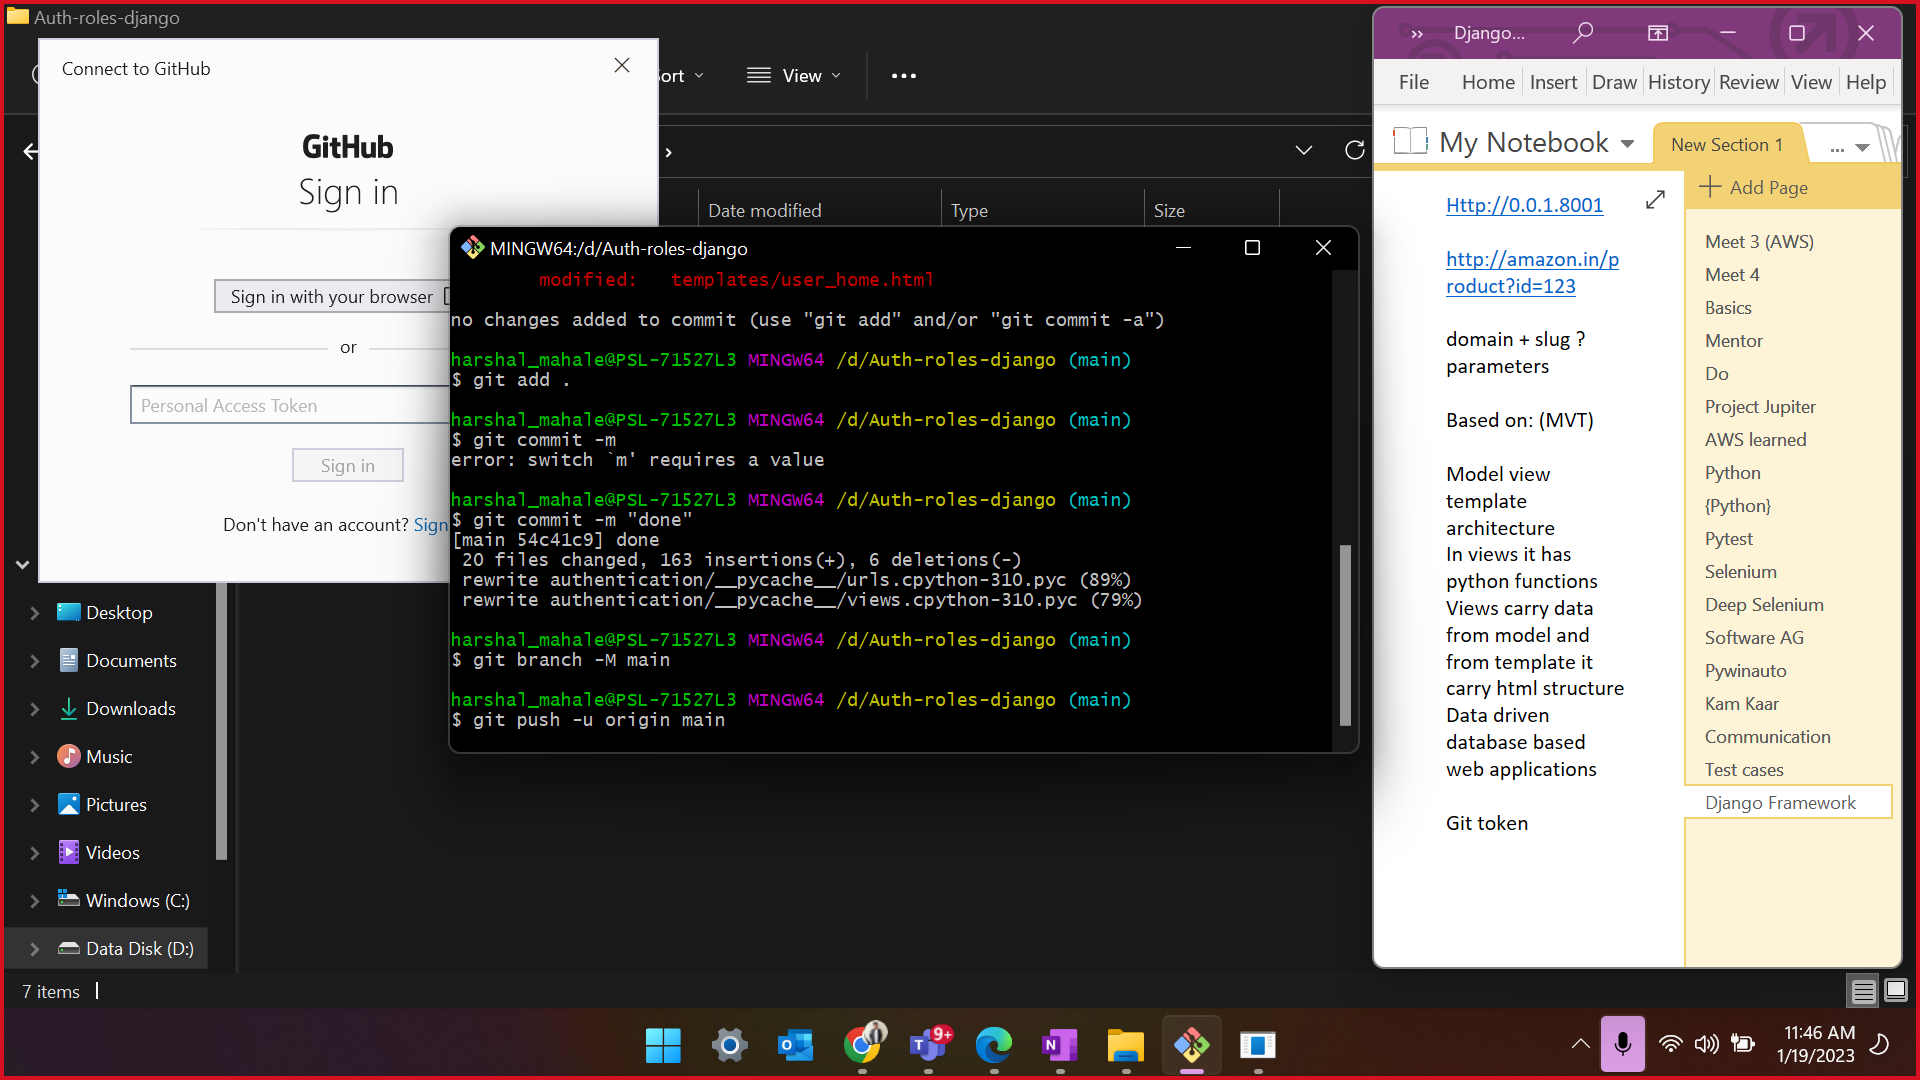 Auth-roles-django
Connect to GitHub
GitHub
Sign in
Sign in with your browser
or
Personal Access Token
Sign in
Don't have an account? Sign
ort
View
Date modified
Type
Size
Desktop
Documents
Downloads
Music
Pictures
Videos
Windows (C:)
Data Disk (D:)
7 items
MINGW64:/d/Auth-roles-django
modified:   templates/user_home.html
no changes added to commit (use "git add" and/or "git commit -a")
harshal_mahale@PSL-71527L3 MINGW64 /d/Auth-roles-django (main)
$ git add .
harshal_mahale@PSL-71527L3 MINGW64 /d/Auth-roles-django (main)
$ git commit -m
error: switch `m' requires a value
harshal_mahale@PSL-71527L3 MINGW64 /d/Auth-roles-django (main)
$ git commit -m "done"
[main 54c41c9] done
20 files changed, 163 insertions(+), 6 deletions(-)
rewrite authentication/__pycache__/urls.cpython-310.pyc (89%)
rewrite authentication/__pycache__/views.cpython-310.pyc (79%)
harshal_mahale@PSL-71527L3 MINGW64 /d/Auth-roles-django (main)
$ git branch -M main
harshal_mahale@PSL-71527L3 MINGW64 /d/Auth-roles-django (main)
$ git push -u origin main
Django...
File Home Insert Draw History Review View Help
My Notebook
New Section 1
...
Add Page
Http://0.0.1.8001
http://amazon.in/p
roduct?id=123
domain + slug ?
parameters
Based on: (MVT)
Model view
template
architecture
In views it has
python functions
Views carry data
from model and
from template it
carry html structure
Data driven
database based
web applications
Git token
Meet 3 (AWS)
Meet 4
Basics
Mentor
Do
Project Jupiter
AWS learned
Python
{Python}
Pytest
Selenium
Deep Selenium
Software AG
Pywinauto
Kam Kaar
Communication
Test cases
Django Framework
9+
11:46 AM
1/19/2023